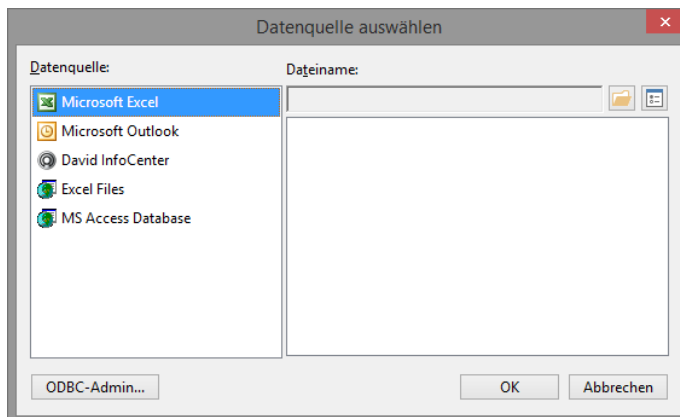 Datenquelle auswählen
Datenquelle:
Dateiname:
Microsoft Excel
Microsoft Outlook
David InfoCenter
Excel Files
MS Access Database
ODBC-Admin...
OK
Abbrechen